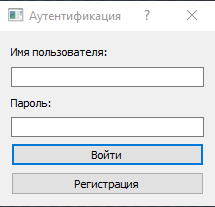 Аутентификация
Имя пользователя:
Пароль:
Войти
Регистрация